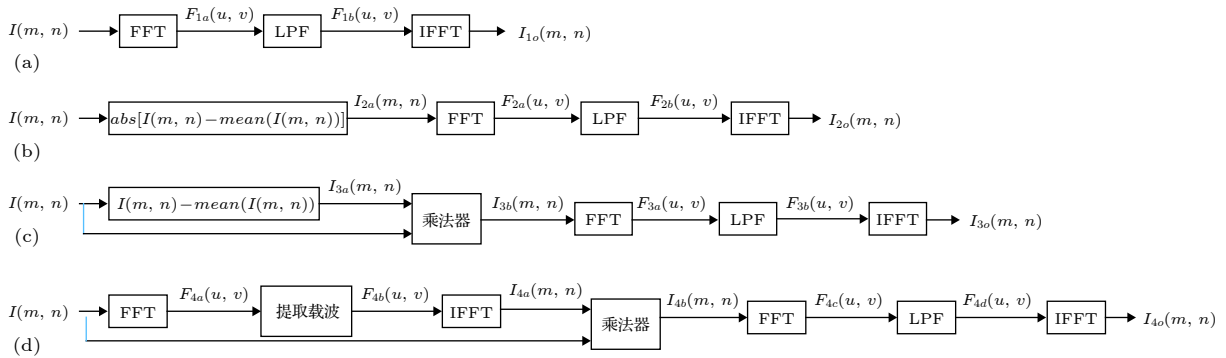 F1a(u, v) F1b(u, v)
I(m, n) FFT LPF IFFT I1o(m, n)
(a)
I2a(m, n) F2a(u, v) F2b(u, v)
I(m, n) abs[I(m, n)−mean(I(m, n))] FFT LPF IFFT I2o(m, n)
(b)
I3a(m, n)
I(m, n) I(m, n)−mean(I(m, n)) 乘法器 I3b(m, n) FFT F3a(u, v) LPF F3b(u, v) IFFT I3o(m, n)
(c)
F4a(u, v) F4b(u, v) I4a(m, n)
I(m, n) FFT 提取载波 IFFT 乘法器 I4b(m, n) FFT F4c(u, v) LPF F4d(u, v) IFFT I4o(m, n)
(d)